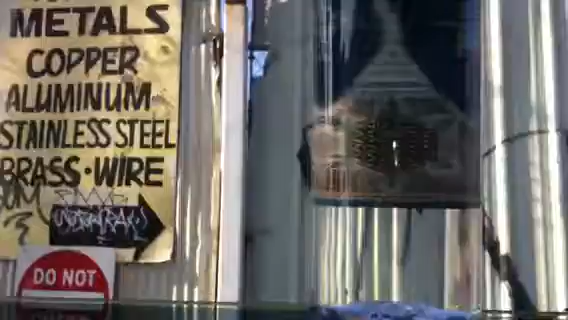 METALS
COPPER
ALUMINUM
STAINLESS STEEL
BRASS·WIRE
DO NOT